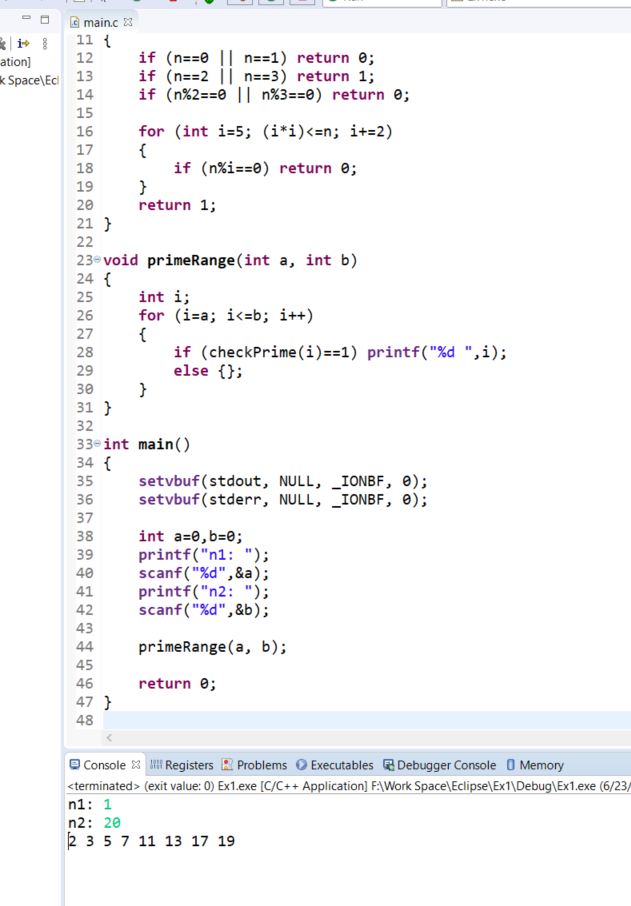 main.c
ation]
k Space\Ecl
11 {
12 if (n==0 || n==1) return 0;
13 if (n==2 || n==3) return 1;
14 if (n%2==0 || n%3==0) return 0;
15
16 for (int i=5; (i*i)<=n; i+=2)
17 {
18 if (n%i==0) return 0;
19 }
20 return 1;
21 }
22
23 void primeRange(int a, int b)
24 {
25 int i;
26 for (i=a; i<=b; i++)
27 {
28 if (checkPrime(i)==1) printf("%d ",i);
29 else {};
30 }
31 }
32
33 int main()
34 {
35 setvbuf(stdout, NULL, _IONBF, 0);
36 setvbuf(stderr, NULL, _IONBF, 0);
37
38 int a=0,b=0;
39 printf("n1: ");
40 scanf("%d",&a);
41 printf("n2: ");
42 scanf("%d",&b);
43
44 primeRange(a, b);
45
46 return 0;
47 }
48
Console Registers Problems Executables Debugger Console Memory
<terminated> (exit value: 0) Ex1.exe [C/C++ Application] F:\Work Space\Eclipse\Ex1\Debug\Ex1.exe (6/23/
n1: 1
n2: 20
2 3 5 7 11 13 17 19